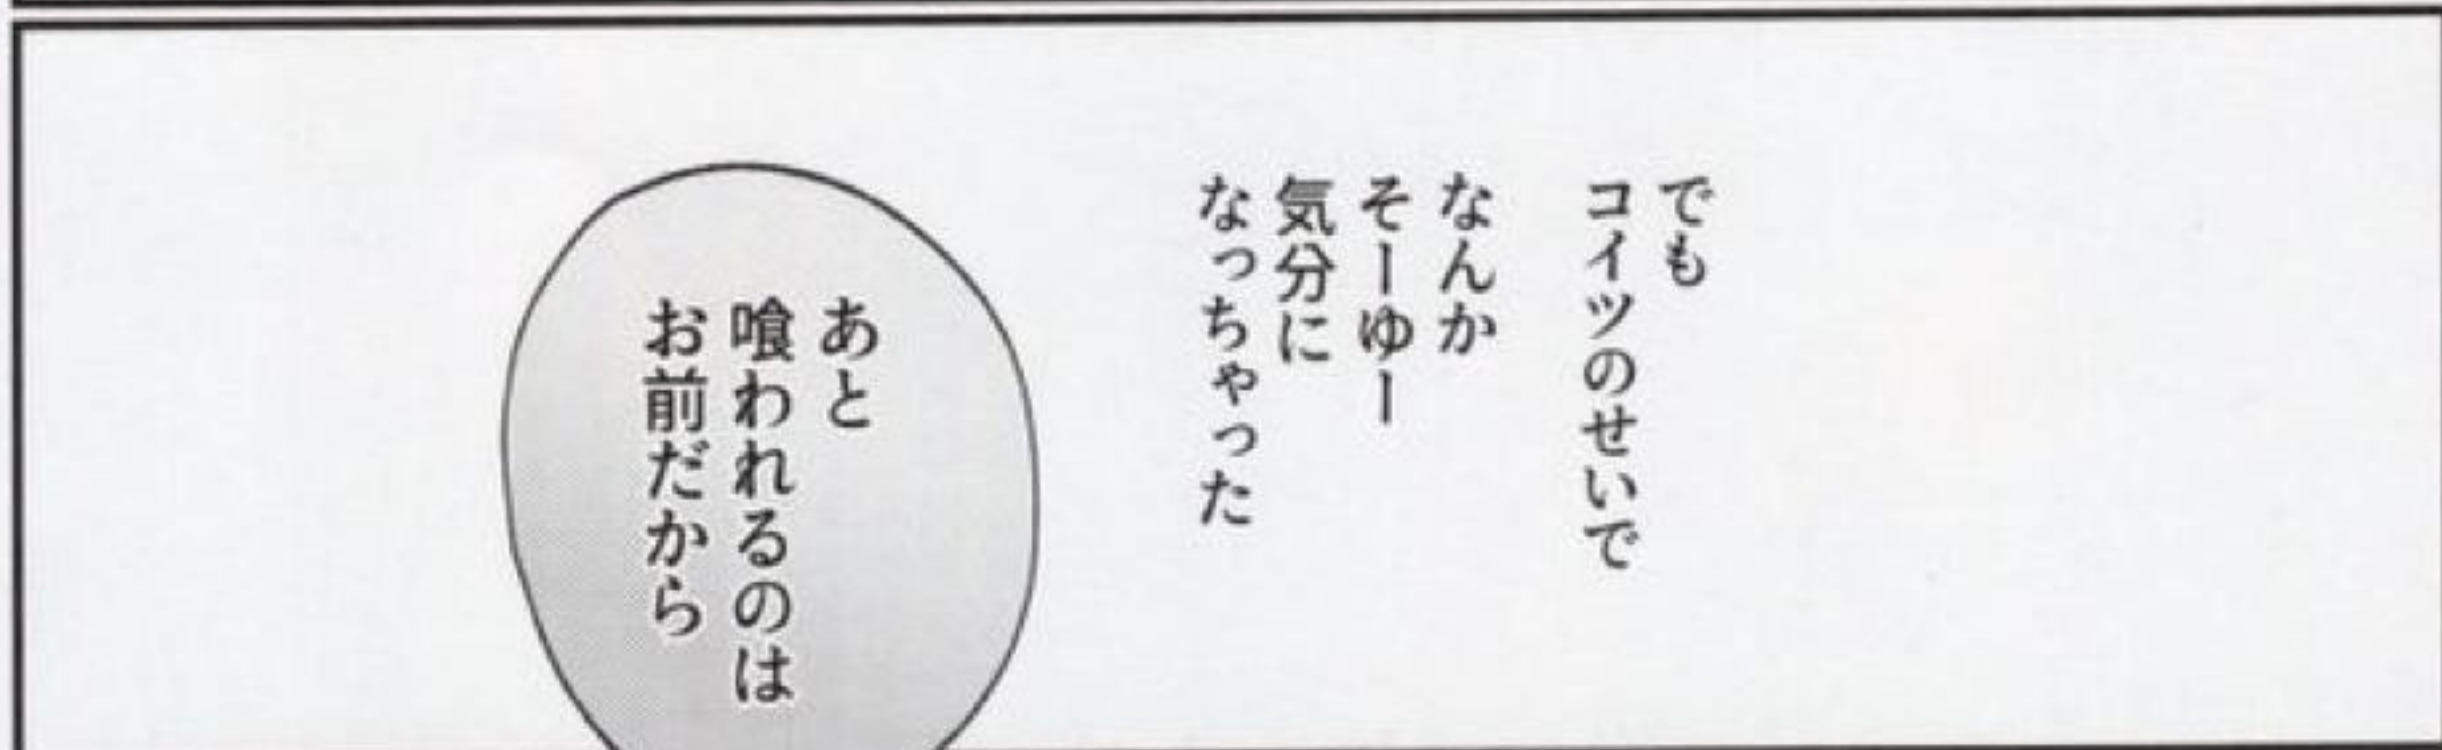 でも
コイツのせいで
なんか
そーゆー
気分に
なっちゃった
あと
喰われるのは
お前だから